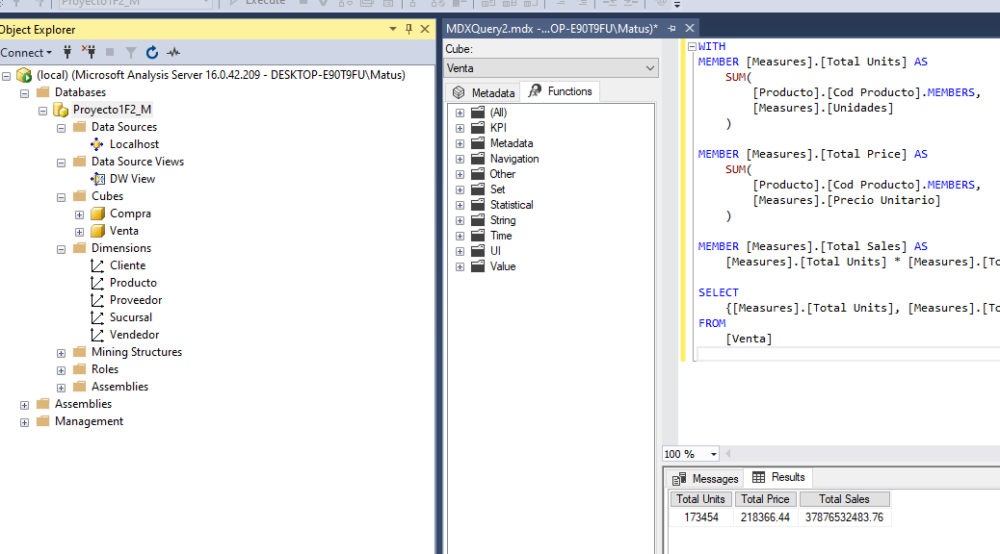 Proyecto1F2_M
Execute
Object Explorer
Connect
(local) (Microsoft Analysis Server 16.0.42.209 - DESKTOP-E90T9FU\Matus)
Databases
Proyecto1F2_M
Data Sources
Localhost
Data Source Views
DW View
Cubes
Compra
Venta
Dimensions
Cliente
Producto
Proveedor
Sucursal
Vendedor
Mining Structures
Roles
Assemblies
Assemblies
Management
MDXQuery2.mdx -...OP-E90T9FU\Matus)*
Cube:
Venta
Metadata
Functions
(All)
KPI
Metadata
Navigation
Other
Set
Statistical
String
Time
UI
Value
WITH
MEMBER [Measures].[Total Units] AS
SUM(
[Producto].[Cod Producto].MEMBERS,
[Measures].[Unidades]
)
MEMBER [Measures].[Total Price] AS
SUM(
[Producto].[Cod Producto].MEMBERS,
[Measures].[Precio Unitario]
)
MEMBER [Measures].[Total Sales] AS
[Measures].[Total Units] * [Measures].[To
SELECT
{[Measures].[Total Units], [Measures].[To
FROM
[Venta]
100 %
Messages
Results
Total Units Total Price Total Sales
173454 218366.44 37876532483.76